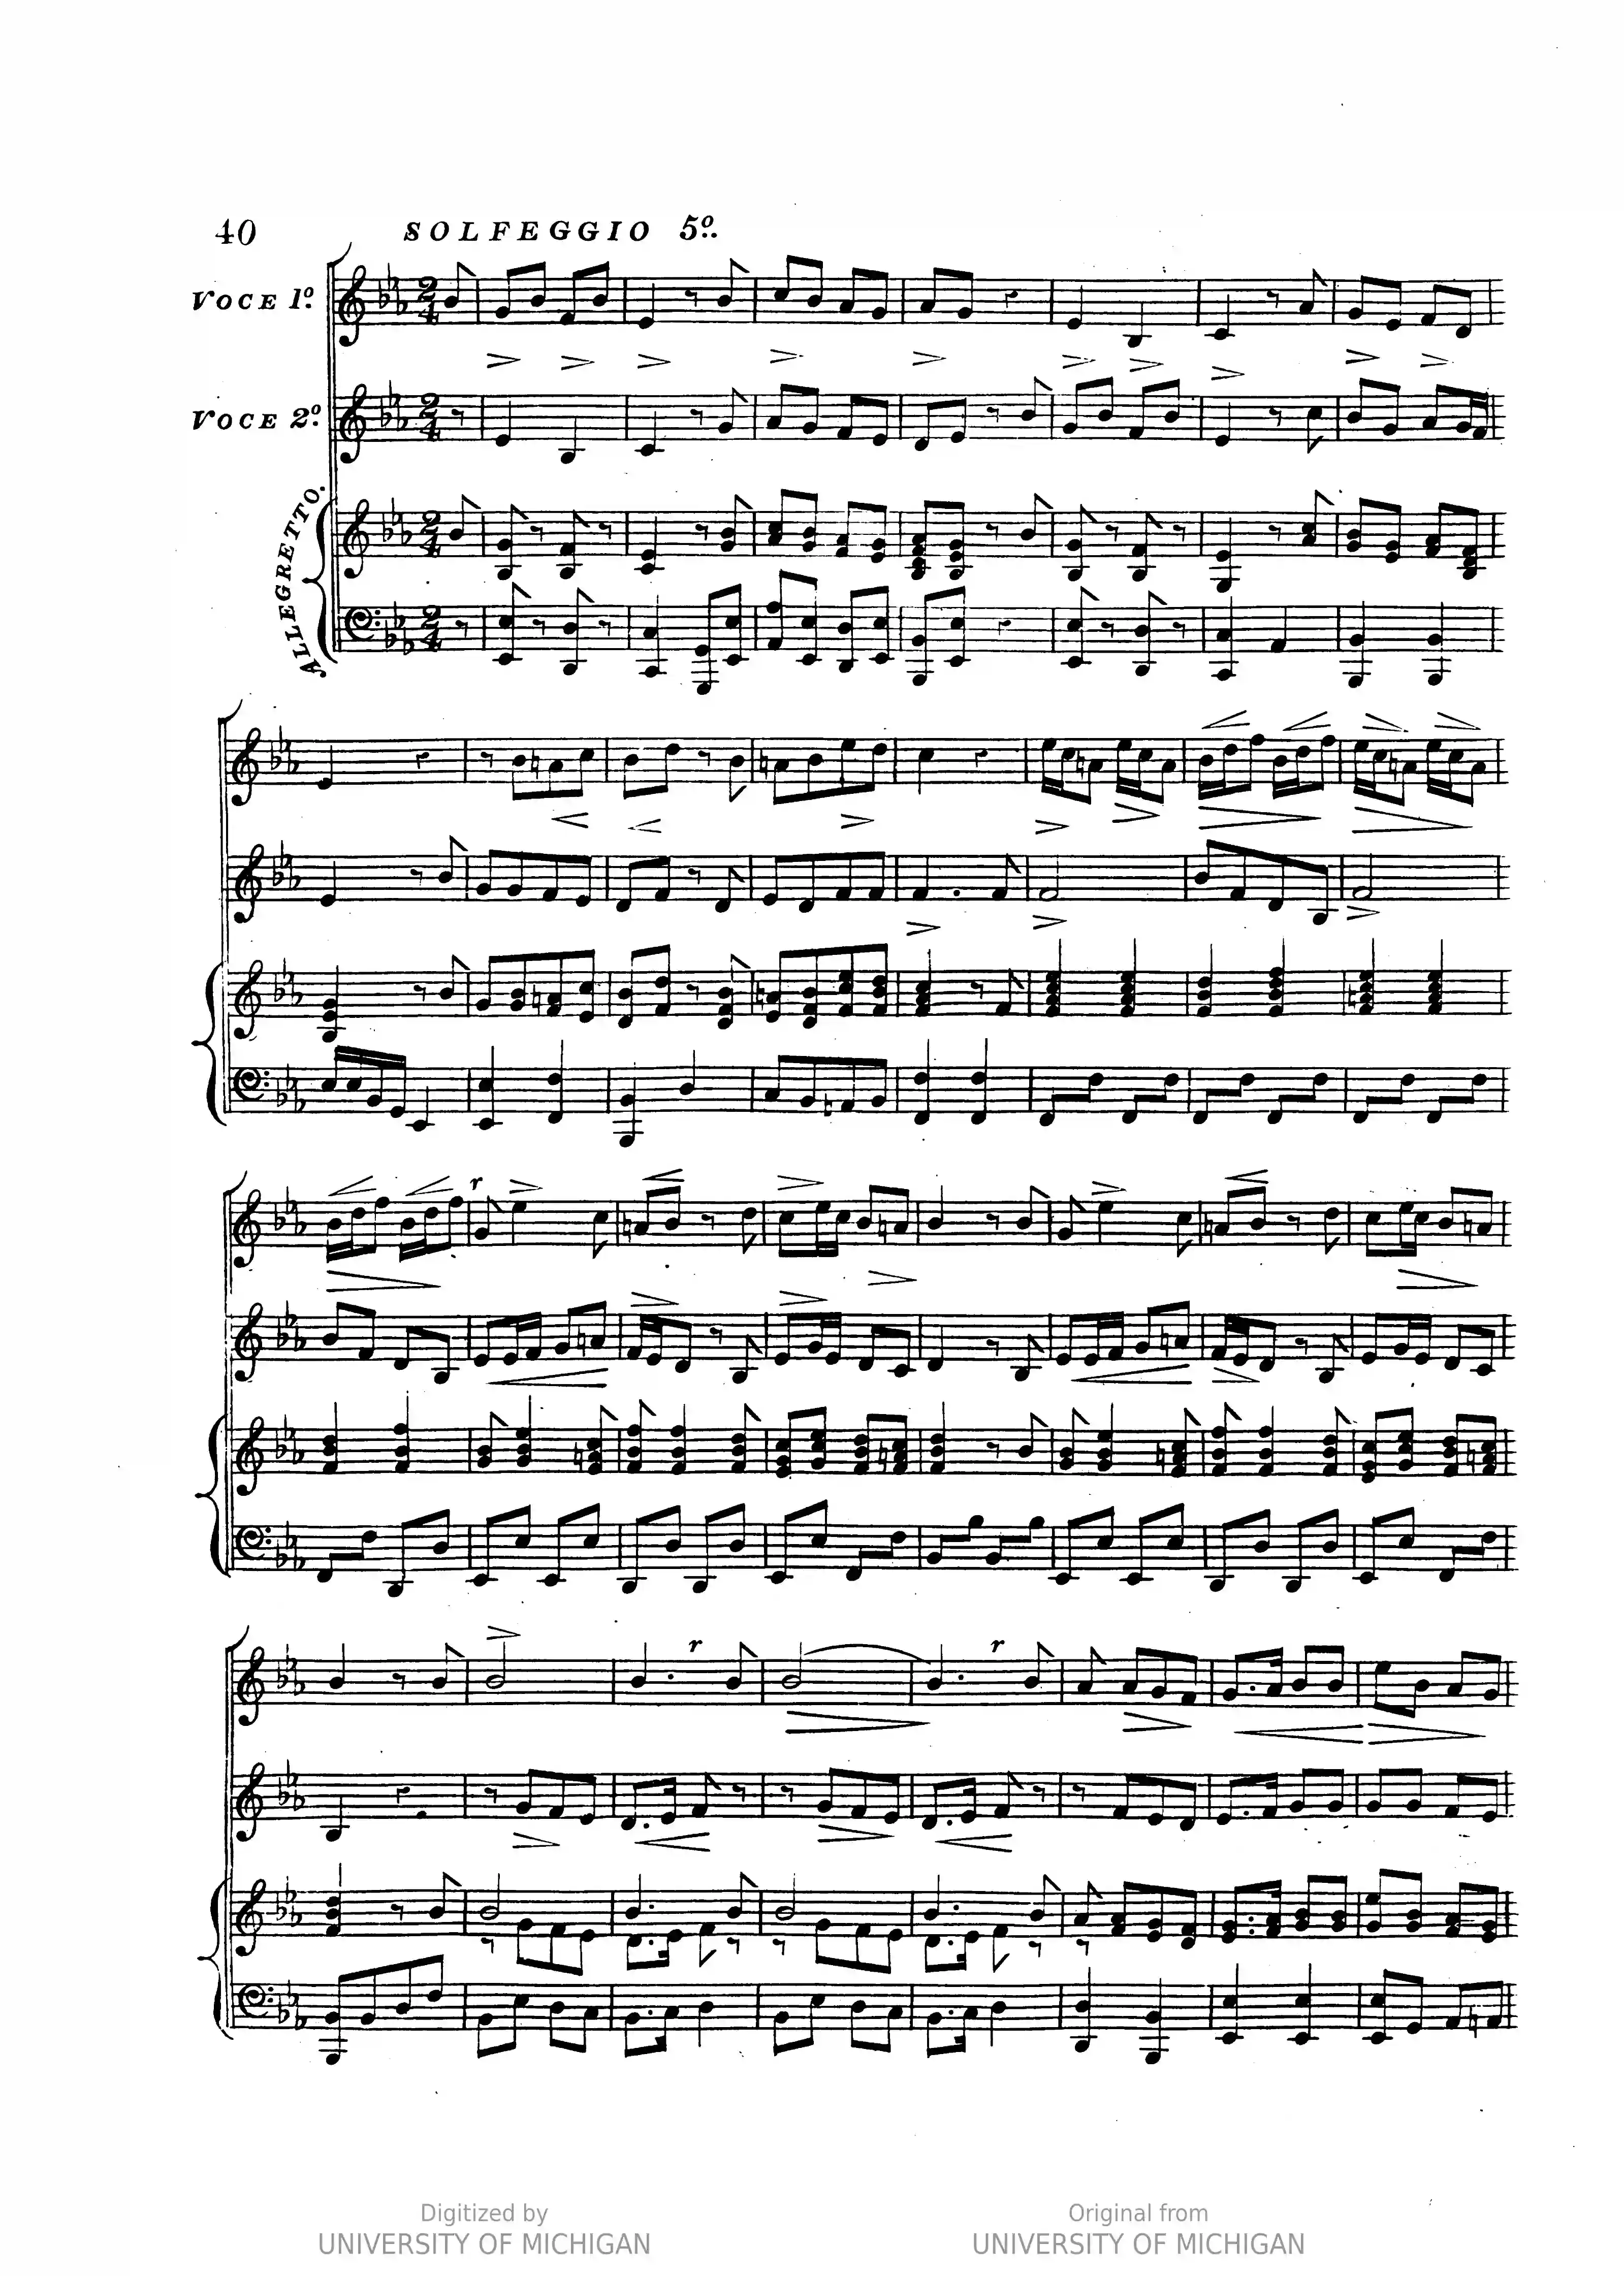 40
SOLFEGGIO 5º.
VOCE 1º.
VOCE 2º.
ALLEGRETTO.
r
r
r
Digitized by
UNIVERSITY OF MICHIGAN
Original from
UNIVERSITY OF MICHIGAN